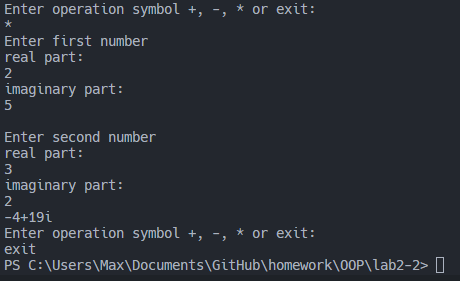 Enter operation symbol +, -, * or exit:
*
Enter first number
real part:
2
imaginary part:
5
Enter second number
real part:
3
imaginary part:
2
-4+19i
Enter operation symbol +, -, * or exit:
exit
PS C:\Users\Max\Documents\GitHub\homework\OOP\lab2-2>